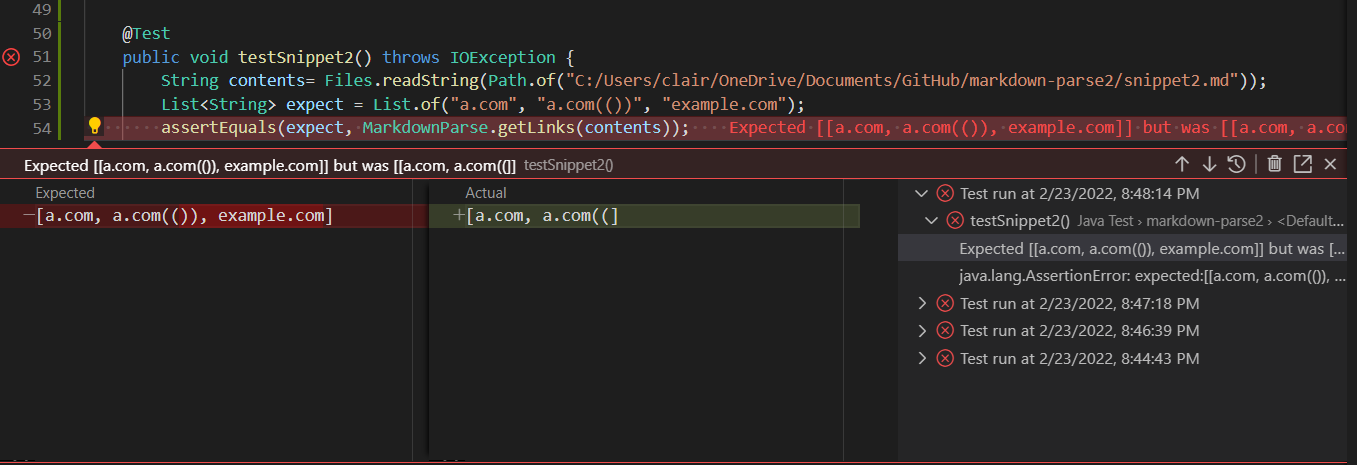 49
50 @Test
51 public void testSnippet2() throws IOException {
52 String contents= Files.readString(Path.of("C:/Users/clair/OneDrive/Documents/GitHub/markdown-parse2/snippet2.md"));
53 List<String> expect = List.of("a.com", "a.com(())", "example.com");
54 assertEquals(expect, MarkdownParse.getLinks(contents)); Expected [[a.com, a.com(()), example.com]] but was [[a.com, a.co
Expected [[a.com, a.com(()), example.com]] but was [[a.com, a.com((]] testSnippet2()
Expected
−[a.com, a.com(()), example.com]
Actual
+[a.com, a.com((]
Test run at 2/23/2022, 8:48:14 PM
testSnippet2() Java Test › markdown-parse2 › <Default...
Expected [[a.com, a.com(()), example.com]] but was [...
java.lang.AssertionError: expected:[[a.com, a.com(()), ...
Test run at 2/23/2022, 8:47:18 PM
Test run at 2/23/2022, 8:46:39 PM
Test run at 2/23/2022, 8:44:43 PM